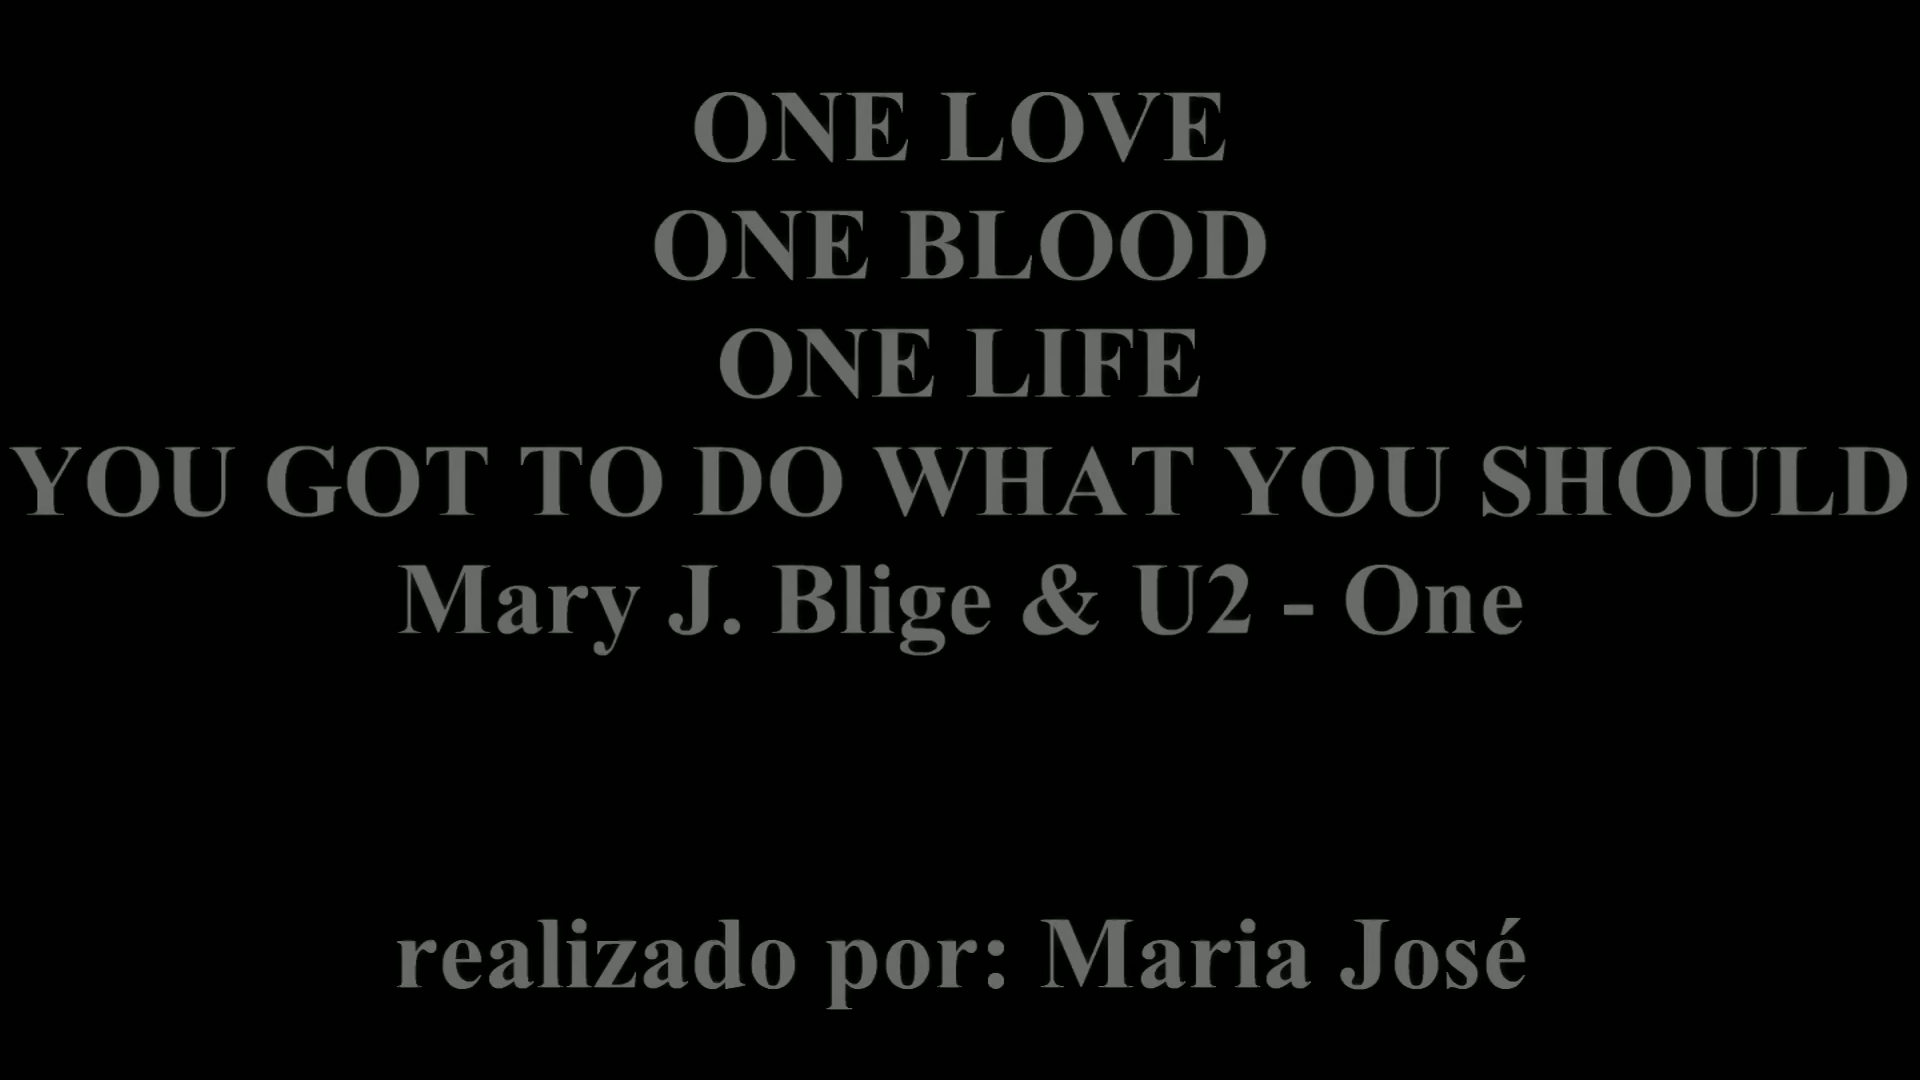 ONE LOVE
ONE BLOOD
ONE LIFE
YOU GOT TO DO WHAT YOU SHOULD
Mary J. Blige & U2 - One
realizado por: Maria José